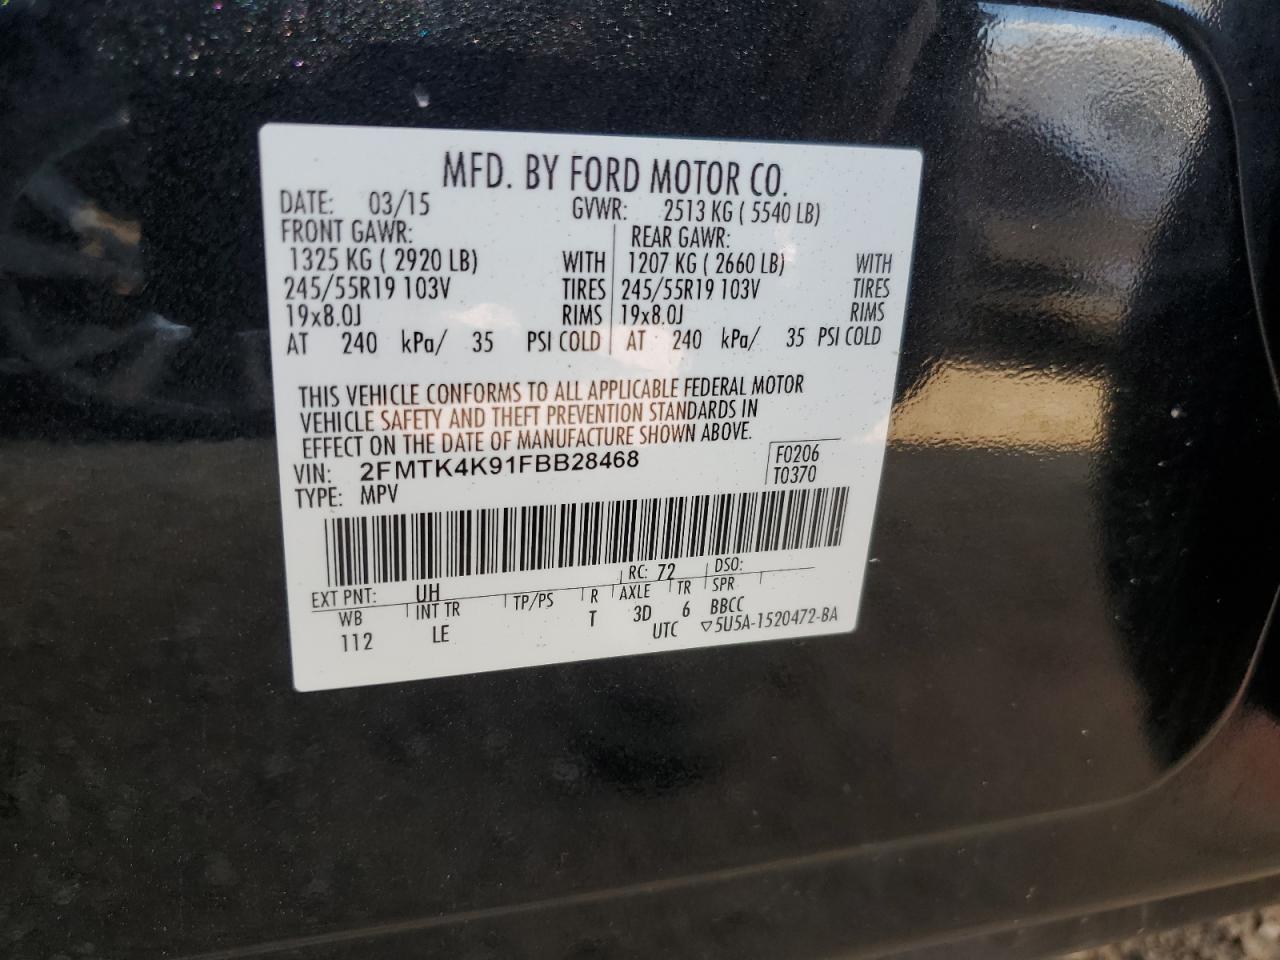 MFD. BY FORD MOTOR CO.
DATE: 03/15 GVWR: 2513 KG ( 5540 LB)
FRONT GAWR: REAR GAWR:
1325 KG ( 2920 LB) WITH 1207 KG ( 2660 LB) WITH
245/55R19 103V TIRES 245/55R19 103V TIRES
19x8.0J RIMS 19x8.0J RIMS
AT 240 kPa/ 35 PSI COLD AT 240 kPa/ 35 PSI COLD
THIS VEHICLE CONFORMS TO ALL APPLICABLE FEDERAL MOTOR
VEHICLE SAFETY AND THEFT PREVENTION STANDARDS IN
EFFECT ON THE DATE OF MANUFACTURE SHOWN ABOVE.
VIN: 2FMTK4K91FBB28468 F0206
TYPE: MPV T0370
EXT PNT: UH RC: 72 DSO:
WB INT TR TP/PS R AXLE TR SPR
112 LE T 3D 6 BBCC
UTC ▽5U5A-1520472-BA